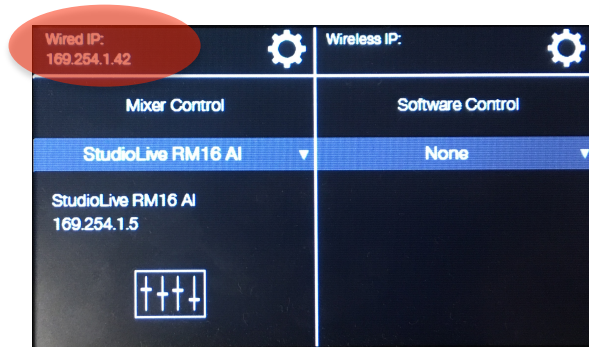 Wired IP:
169.254.1.42
Wireless IP:
Mixer Control
Software Control
StudioLive RM16 AI
None
StudioLive RM16 AI
169.254.1.5